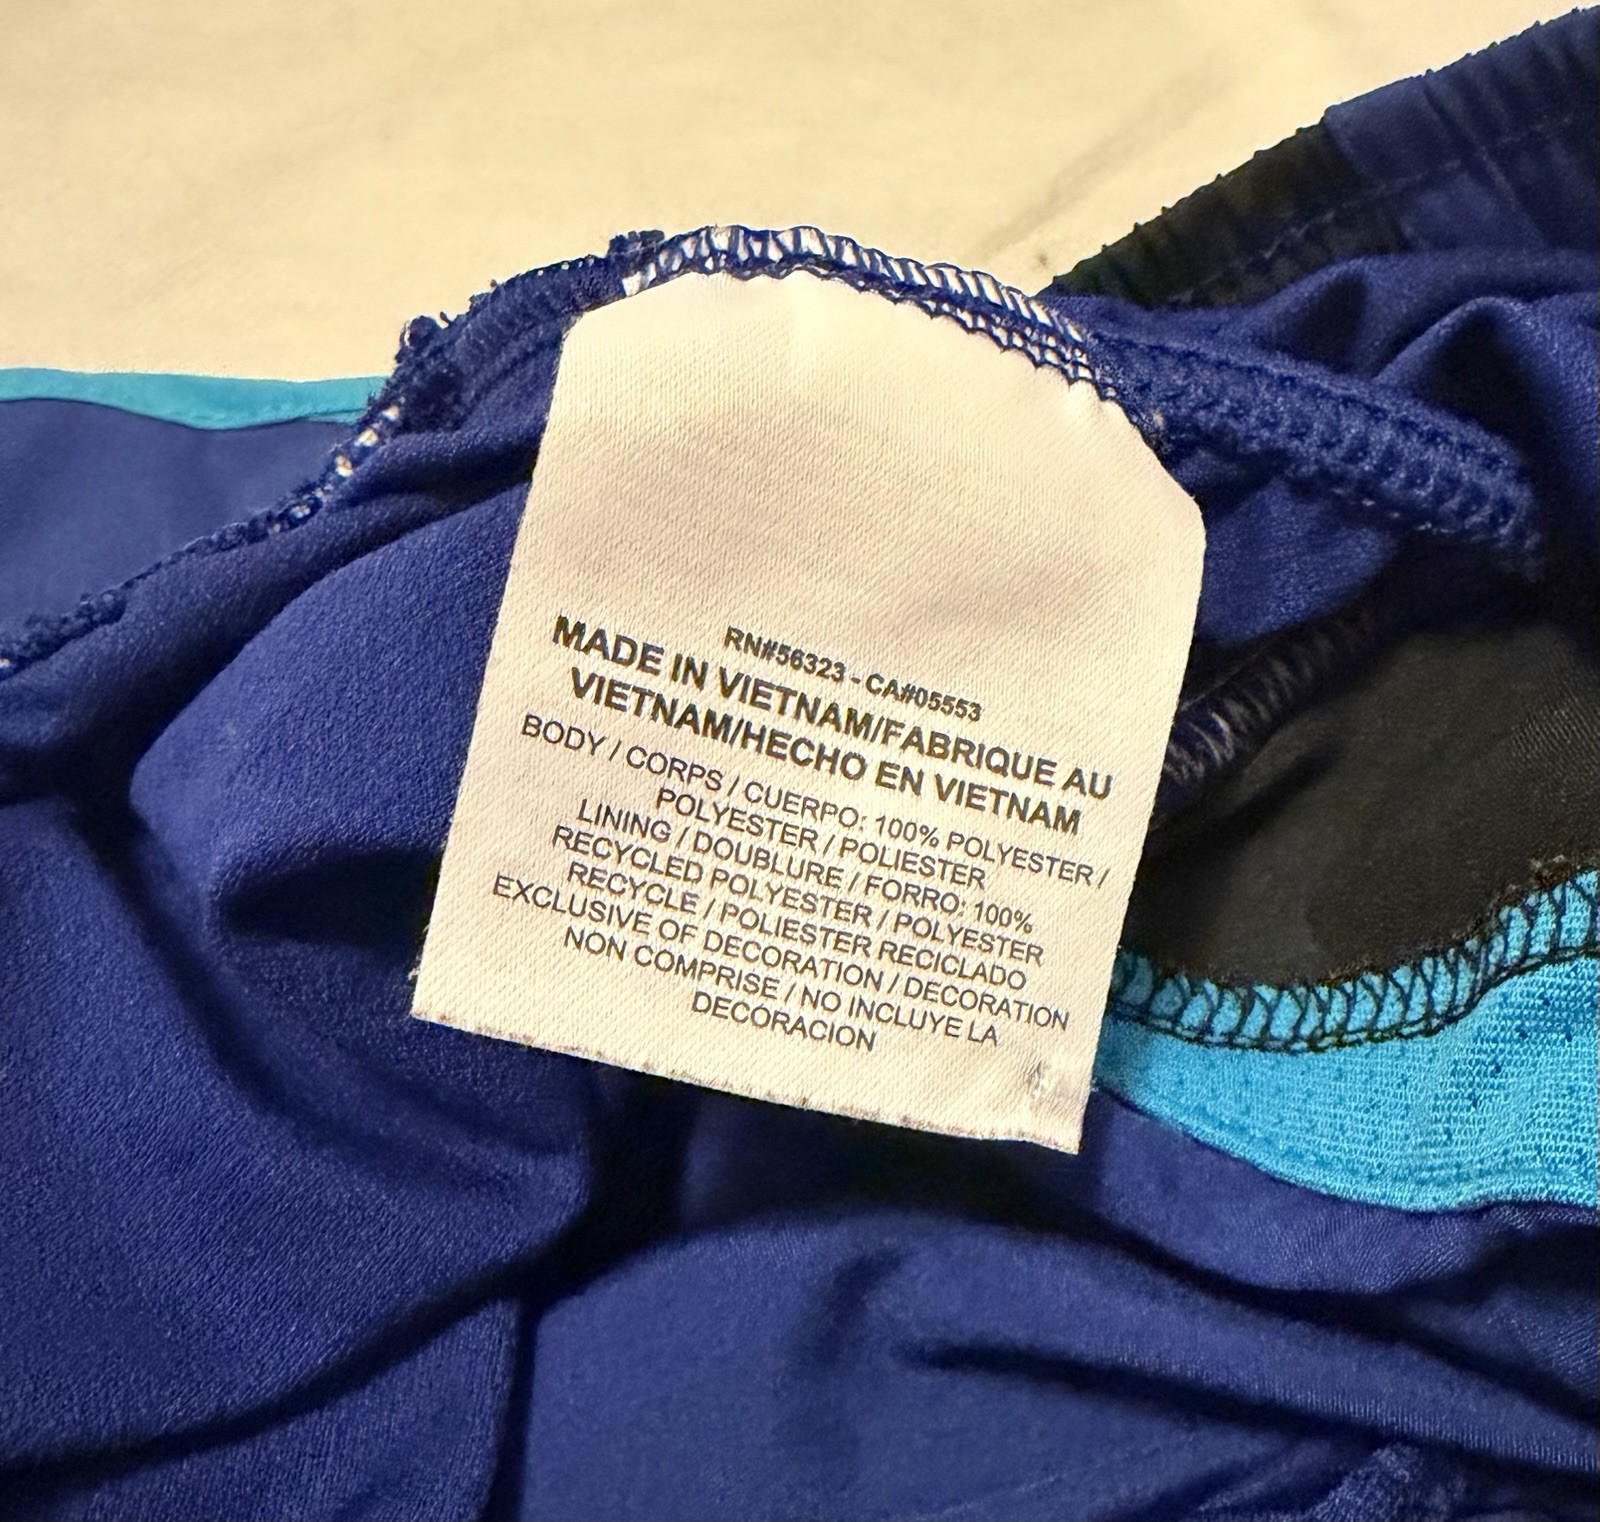 RN#56323 - CA#05553
MADE IN VIETNAM/FABRIQUE AU
VIETNAM/HECHO EN VIETNAM
BODY / CORPS / CUERPO: 100% POLYESTER /
POLYESTER / POLIESTER
LINING / DOUBLURE / FORRO: 100%
RECYCLED POLYESTER / POLYESTER
RECYCLE / POLIESTER RECICLADO
EXCLUSIVE OF DECORATION / DECORATION
NON COMPRISE / NO INCLUYE LA
DECORACION